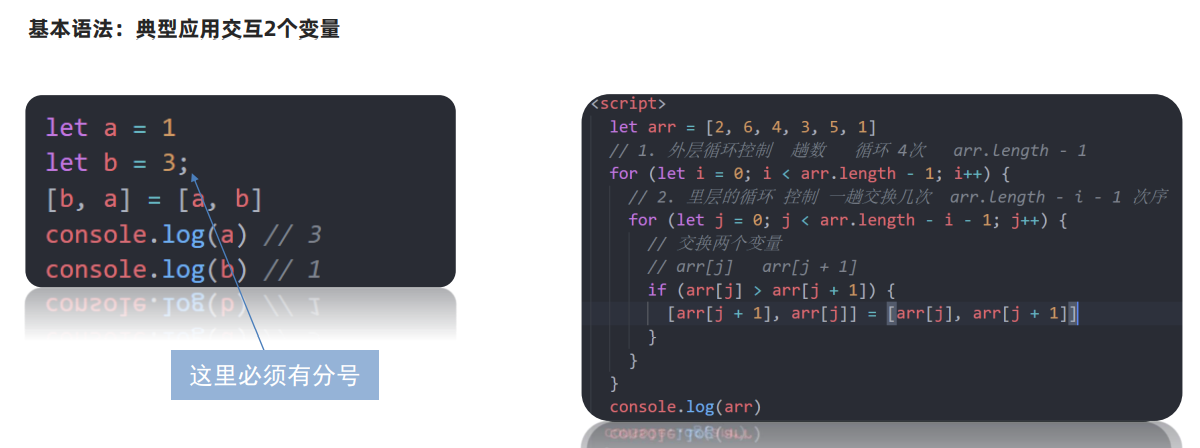 基本语法：典型应用交互2个变量
let a = 1
let b = 3;
[b, a] = [a, b]
console.log(a) // 3
console.log(b) // 1
这里必须有分号
<script>
let arr = [2, 6, 4, 3, 5, 1]
// 1. 外层循环控制 趟数 循环 4次 arr.length - 1
for (let i = 0; i < arr.length - 1; i++) {
// 2. 里层的循环 控制 一趟交换几次 arr.length - i - 1 次序
for (let j = 0; j < arr.length - i - 1; j++) {
// 交换两个变量
// arr[j] arr[j + 1]
if (arr[j] > arr[j + 1]) {
[arr[j + 1], arr[j]] = [arr[j], arr[j + 1]]
}
}
}
console.log(arr)